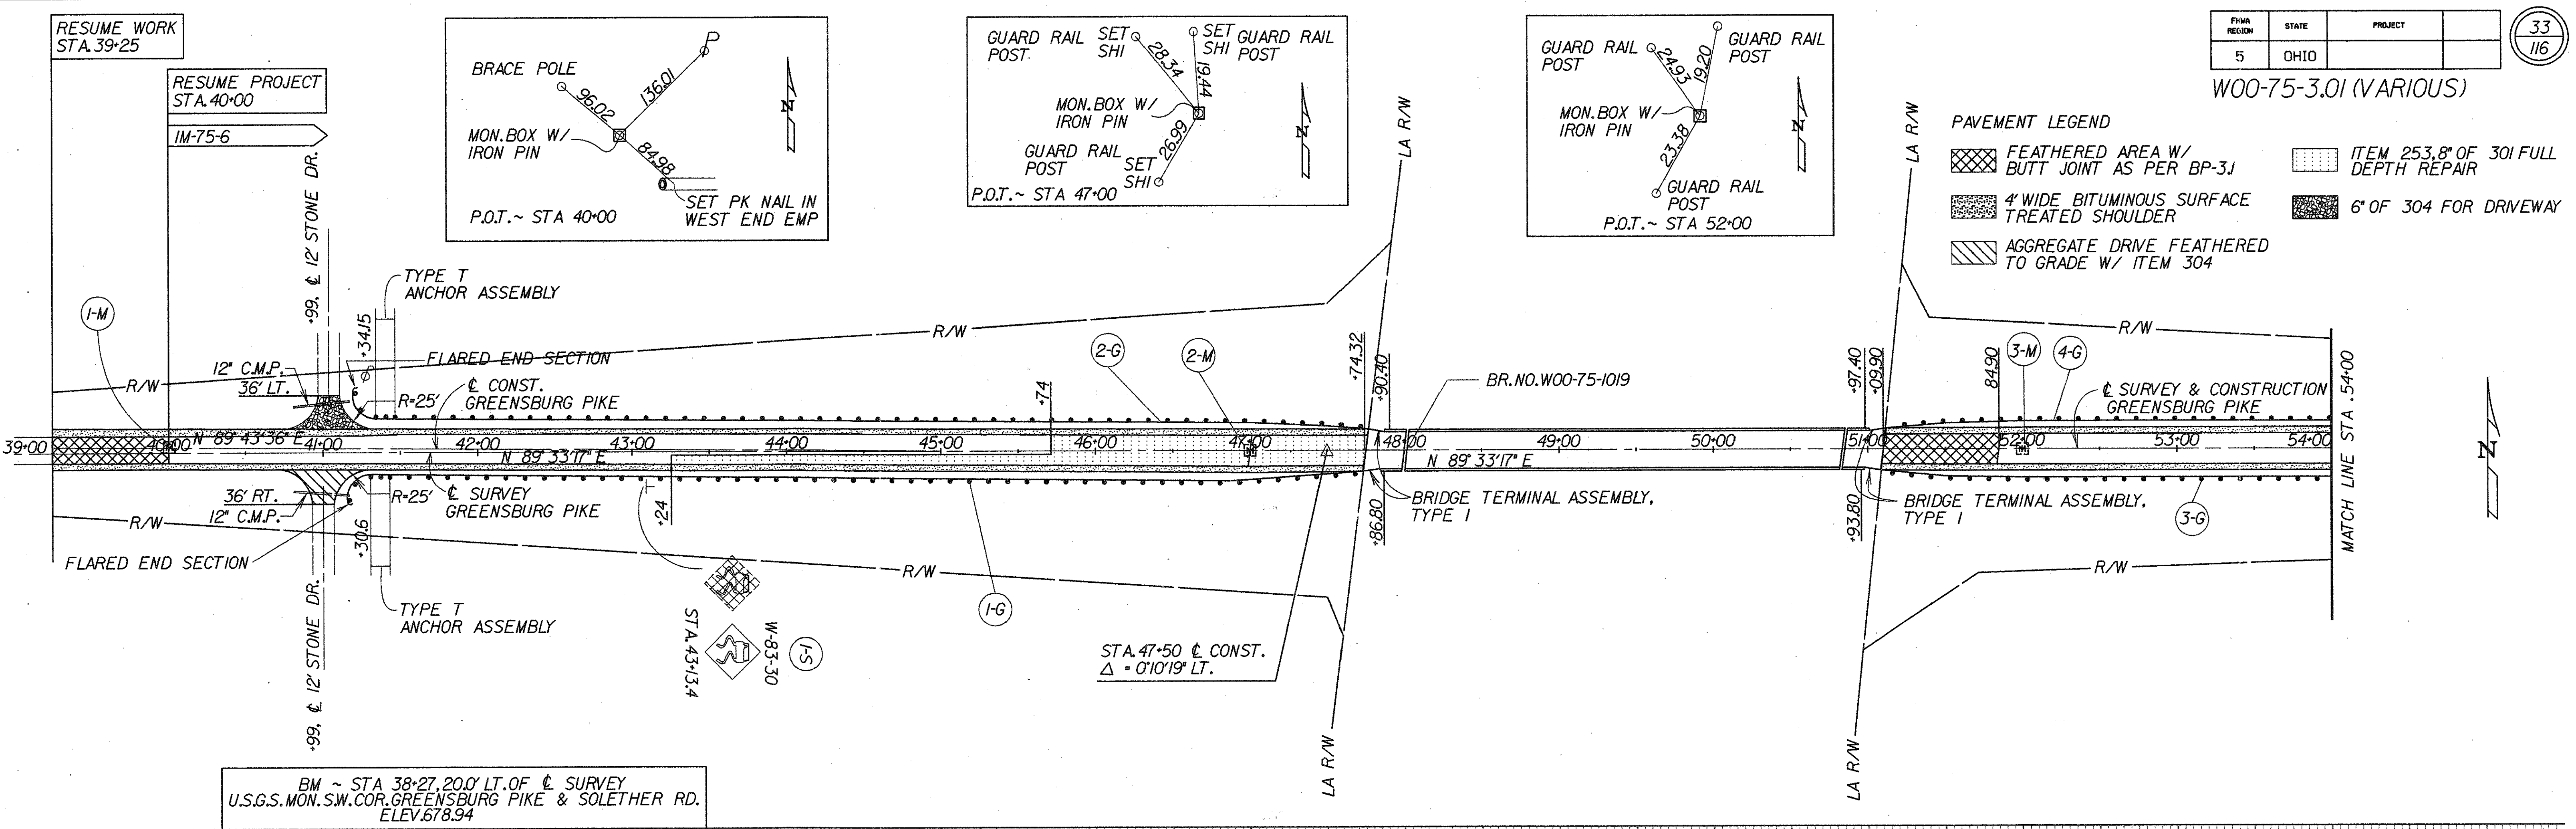 RESUME WORK
STA.39+25
RESUME PROJECT
STA.40+00
IM-75-6
BRACE POLE
96.02
136.01
P
MON.BOX W/
IRON PIN
84.98
SET PK NAIL IN
WEST END EMP
P.O.T.~ STA 40+00
N
GUARD RAIL
POST
SET
SHI
28.34
SET
SHI
GUARD RAIL
POST
19.44
MON.BOX W/
IRON PIN
26.99
GUARD RAIL
POST
SET
SHI
P.O.T.~ STA 47+00
N
GUARD RAIL
POST
24.93
19.20
GUARD RAIL
POST
MON.BOX W/
IRON PIN
23.38
GUARD RAIL
POST
P.O.T.~ STA 52+00
N
FHWA
REGION
STATE
PROJECT
5
OHIO
33
116
WOO-75-3.01 (VARIOUS)
PAVEMENT LEGEND
FEATHERED AREA W/
BUTT JOINT AS PER BP-3.1
4' WIDE BITUMINOUS SURFACE
TREATED SHOULDER
AGGREGATE DRIVE FEATHERED
TO GRADE W/ ITEM 304
ITEM 253,8" OF 301 FULL
DEPTH REPAIR
6" OF 304 FOR DRIVEWAY
+99, ℄ 12' STONE DR.
TYPE T
ANCHOR ASSEMBLY
1-M
+34.15
FLARED END SECTION
12" C.M.P.
36' LT.
R/W
R=25'
℄ CONST.
GREENSBURG PIKE
R/W
2-G
2-M
+74
+74.32
+90.40
LA R/W
BR.NO.WOO-75-1019
LA R/W
+97.40
+09.90
84.90
3-M
4-G
R/W
℄ SURVEY & CONSTRUCTION
GREENSBURG PIKE
MATCH LINE STA .54+00
N
39+00
40+00
N 89°43'36" E
41+00
42+00
43+00
44+00
45+00
46+00
47+00
48+00
49+00
50+00
51+00
52+00
53+00
54+00
N 89°33'17" E
N 89°33'17" E
36' RT.
12" C.M.P.
R=25'
℄ SURVEY
GREENSBURG PIKE
R/W
+30.6
FLARED END SECTION
+99, ℄ 12' STONE DR.
TYPE T
ANCHOR ASSEMBLY
+24
R/W
1-G
STA.43+13.4
W-83-30
1-S
STA.47+50 ℄ CONST.
Δ = 0°10'19" LT.
+86.80
BRIDGE TERMINAL ASSEMBLY,
TYPE 1
LA R/W
+93.80
BRIDGE TERMINAL ASSEMBLY,
TYPE 1
3-G
R/W
LA R/W
BM ~ STA 38+27,20.0' LT.OF ℄ SURVEY
U.S.G.S.MON.S.W.COR.GREENSBURG PIKE & SOLETHER RD.
ELEV.678.94